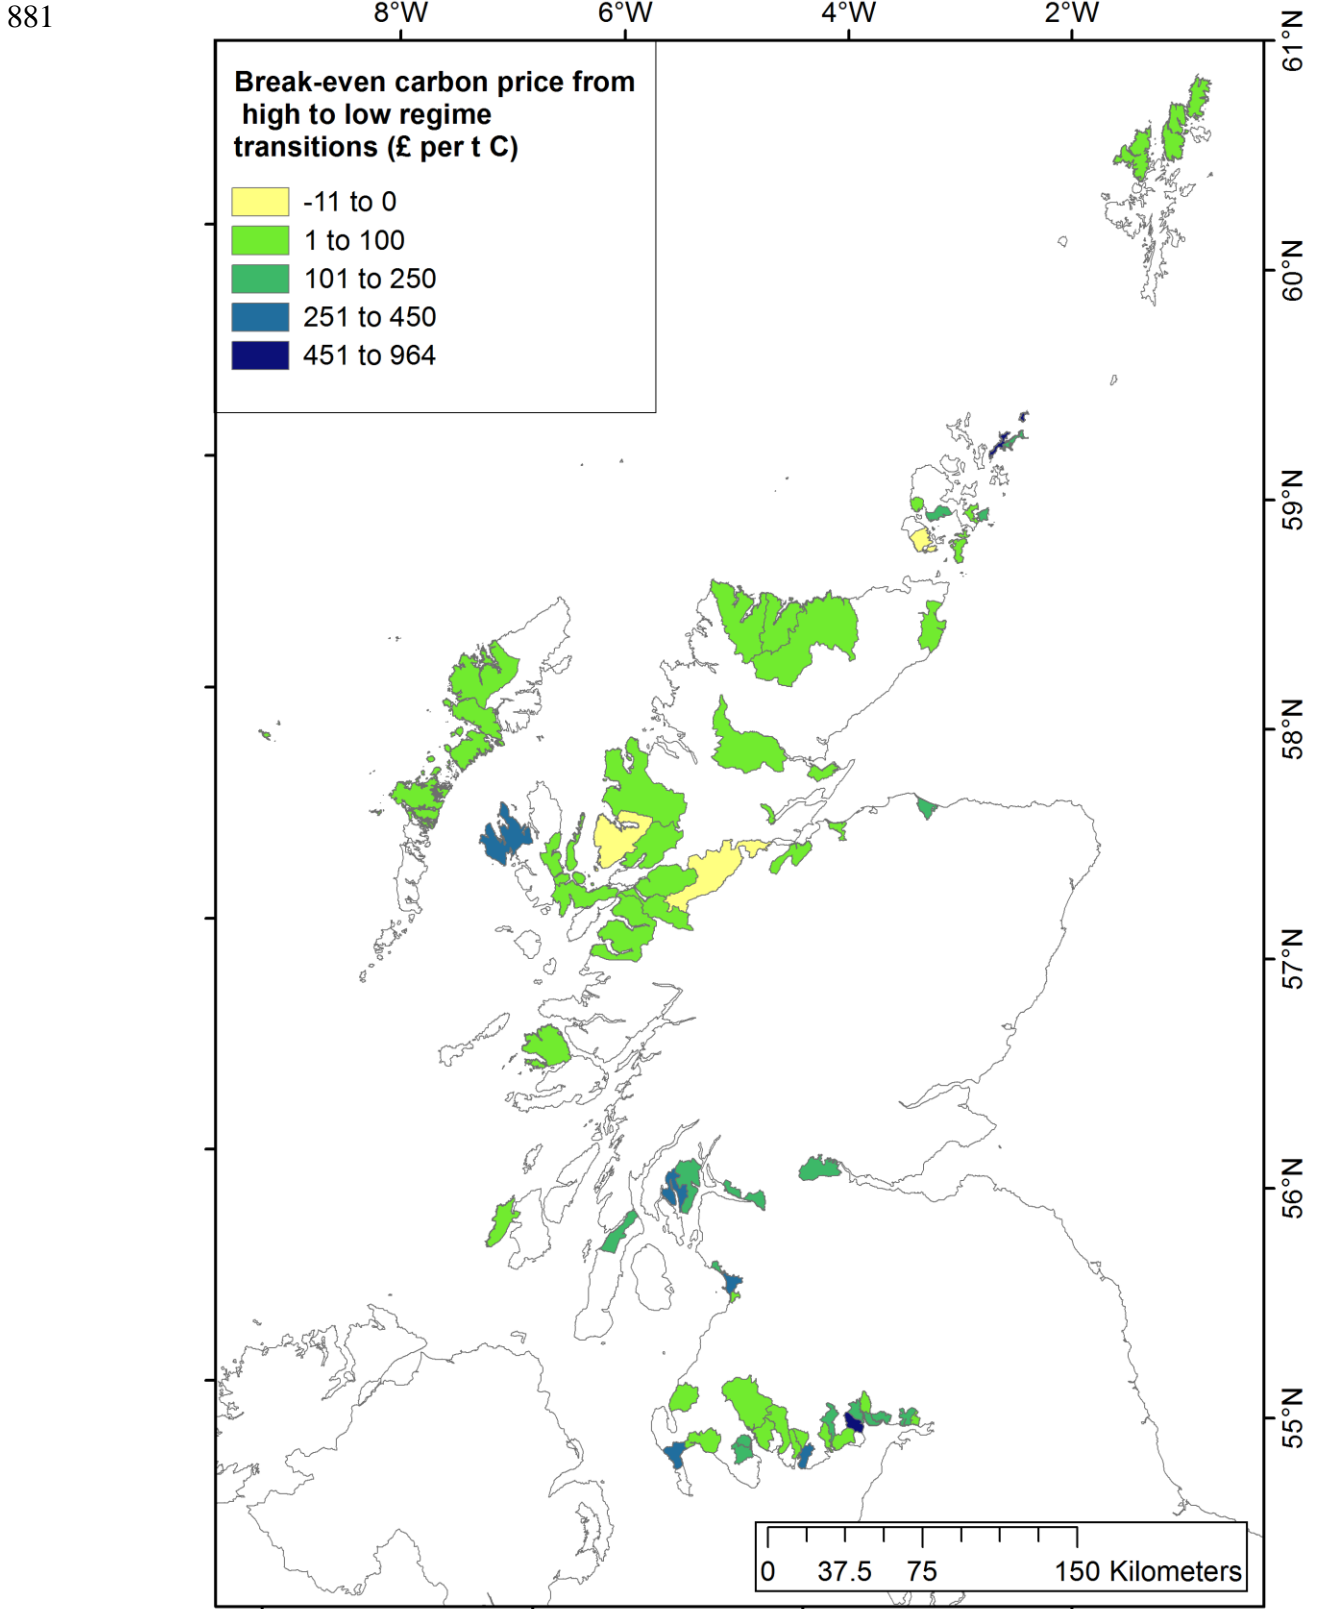 881
8°W 6°W 4°W 2°W
61°N
Break-even carbon price from
high to low regime
transitions (£ per t C)
-11 to 0
1 to 100
101 to 250
251 to 450
451 to 964
60°N
59°N
58°N
57°N
56°N
55°N
0 37.5 75 150 Kilometers